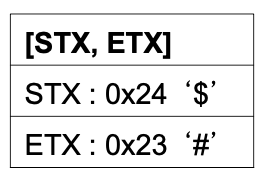 [STX, ETX]
STX : 0x24 ‘$’
ETX : 0x23 ‘#’